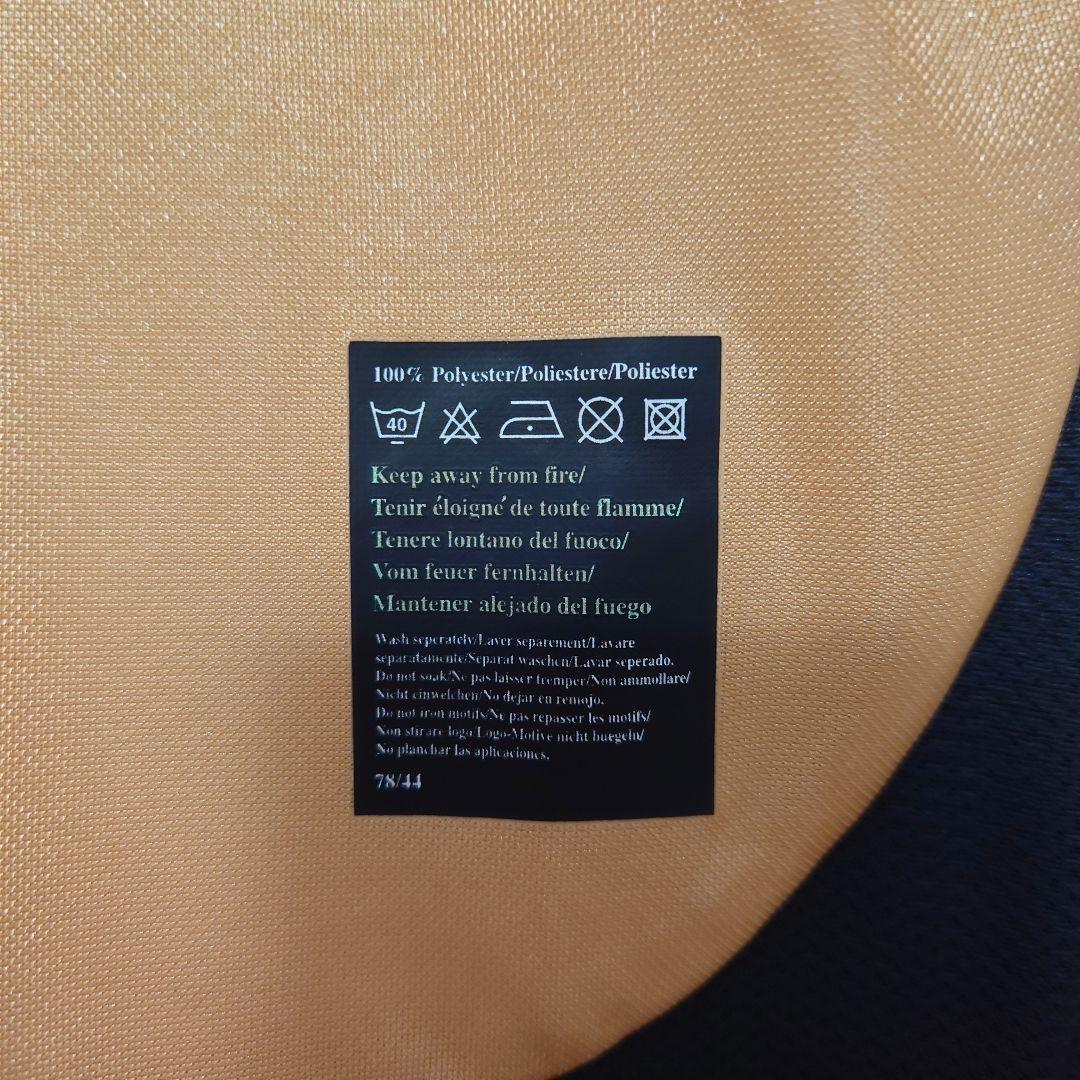 100% Polyester/Poliestere/Poliester
40
Keep away from fire/
Tenir éloigné de toute flamme/
Tenere lontano del fuoco/
Vom feuer fernhalten/
Mantener alejado del fuego
Wash seperately/Laver separement/Lavare
separatamente/Separat waschen/Lavar seperado.
Do not soak/Ne pas laisser tremper/Non ammollare/
Nicht einweichen/No dejar en remojo.
Do not iron motifs/Ne pas repasser les motifs/
Non stirare logo/Logo-Motive nicht buegeln/
No planchar las aplicaciones.
78/44